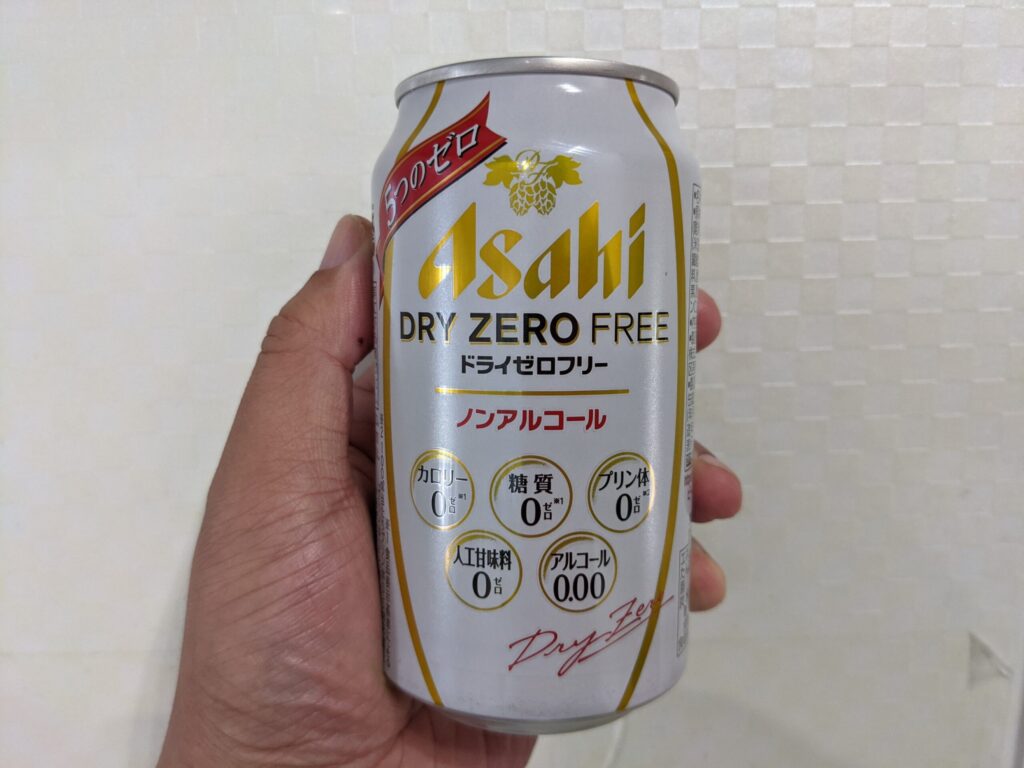 5つのゼロ
Asahi
DRY ZERO FREE
ドライゼロフリー
ノンアルコール
カロリー
0ゼロ※1
糖質
0ゼロ※1
プリン体
0ゼロ※2
人工甘味料
0ゼロ
アルコール
0.00
Dry Zero